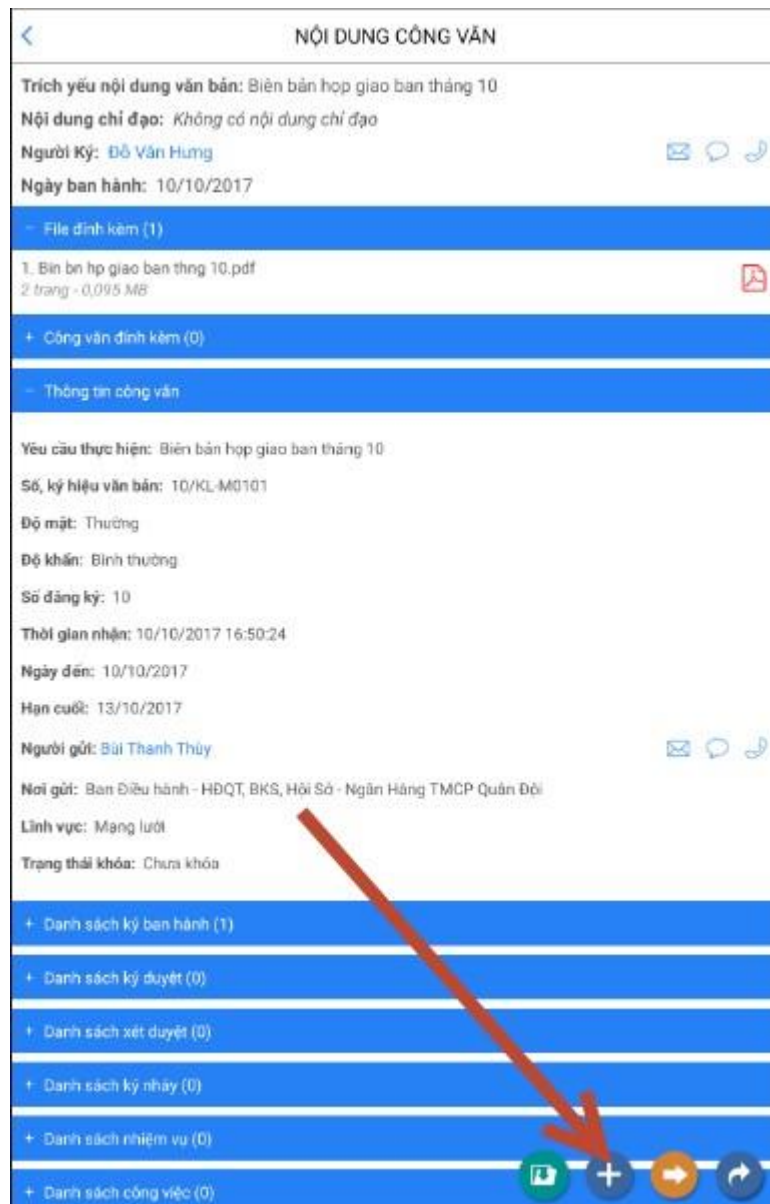 NỘI DUNG CÔNG VĂN
Trích yếu nội dung văn bản: Biên bản họp giao ban tháng 10
Nội dung chỉ đạo: Không có nội dung chỉ đạo
Người Ký: Đỗ Văn Hưng
Ngày ban hành: 10/10/2017
− File đính kèm (1)
1. Bin bn hp giao ban thng 10.pdf
2 trang - 0,095 MB
+ Công văn đính kèm (0)
− Thông tin công văn
Yêu cầu thực hiện: Biên bản họp giao ban tháng 10
Số, ký hiệu văn bản: 10/KL-M0101
Độ mật: Thường
Độ khẩn: Bình thường
Số đăng ký: 10
Thời gian nhận: 10/10/2017 16:50:24
Ngày đến: 10/10/2017
Hạn cuối: 13/10/2017
Người gửi: Bùi Thanh Thủy
Nơi gửi: Ban Điều hành - HĐQT, BKS, Hội Sở - Ngân Hàng TMCP Quân Đội
Lĩnh vực: Mạng lưới
Trạng thái khóa: Chưa khóa
+ Danh sách ký ban hành (1)
+ Danh sách ký duyệt (0)
+ Danh sách xét duyệt (0)
+ Danh sách ký nháy (0)
+ Danh sách nhiệm vụ (0)
+ Danh sách công việc (0)